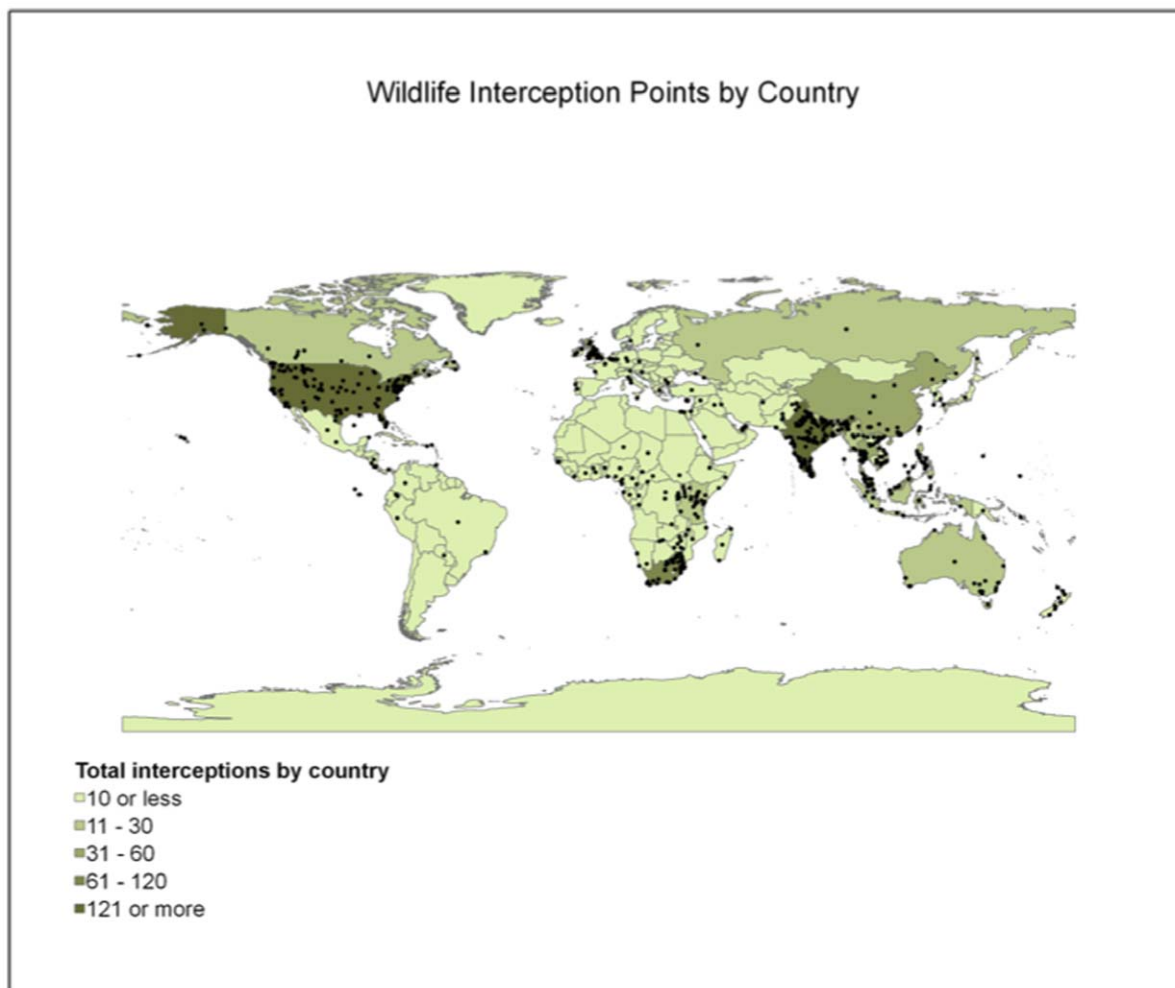 Wildlife Interception Points by Country
Total interceptions by country
10 or less
11 - 30
31 - 60
61 - 120
121 or more